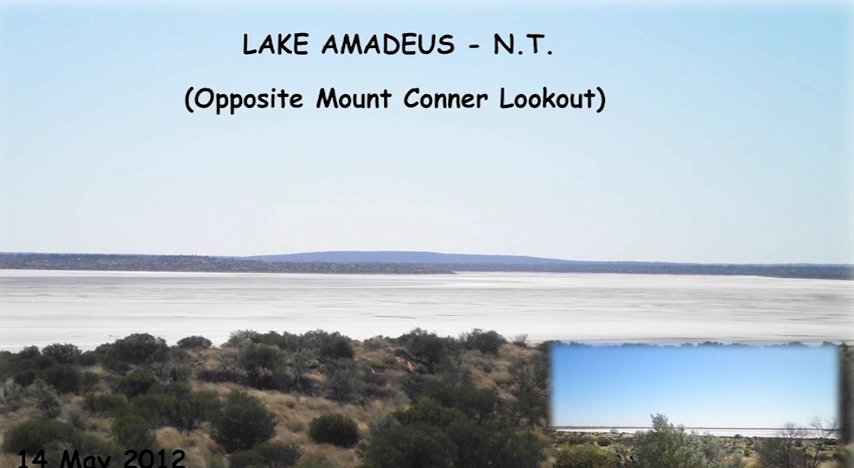 LAKE AMADEUS - N.T.
(Opposite Mount Conner Lookout)
14 May 2012